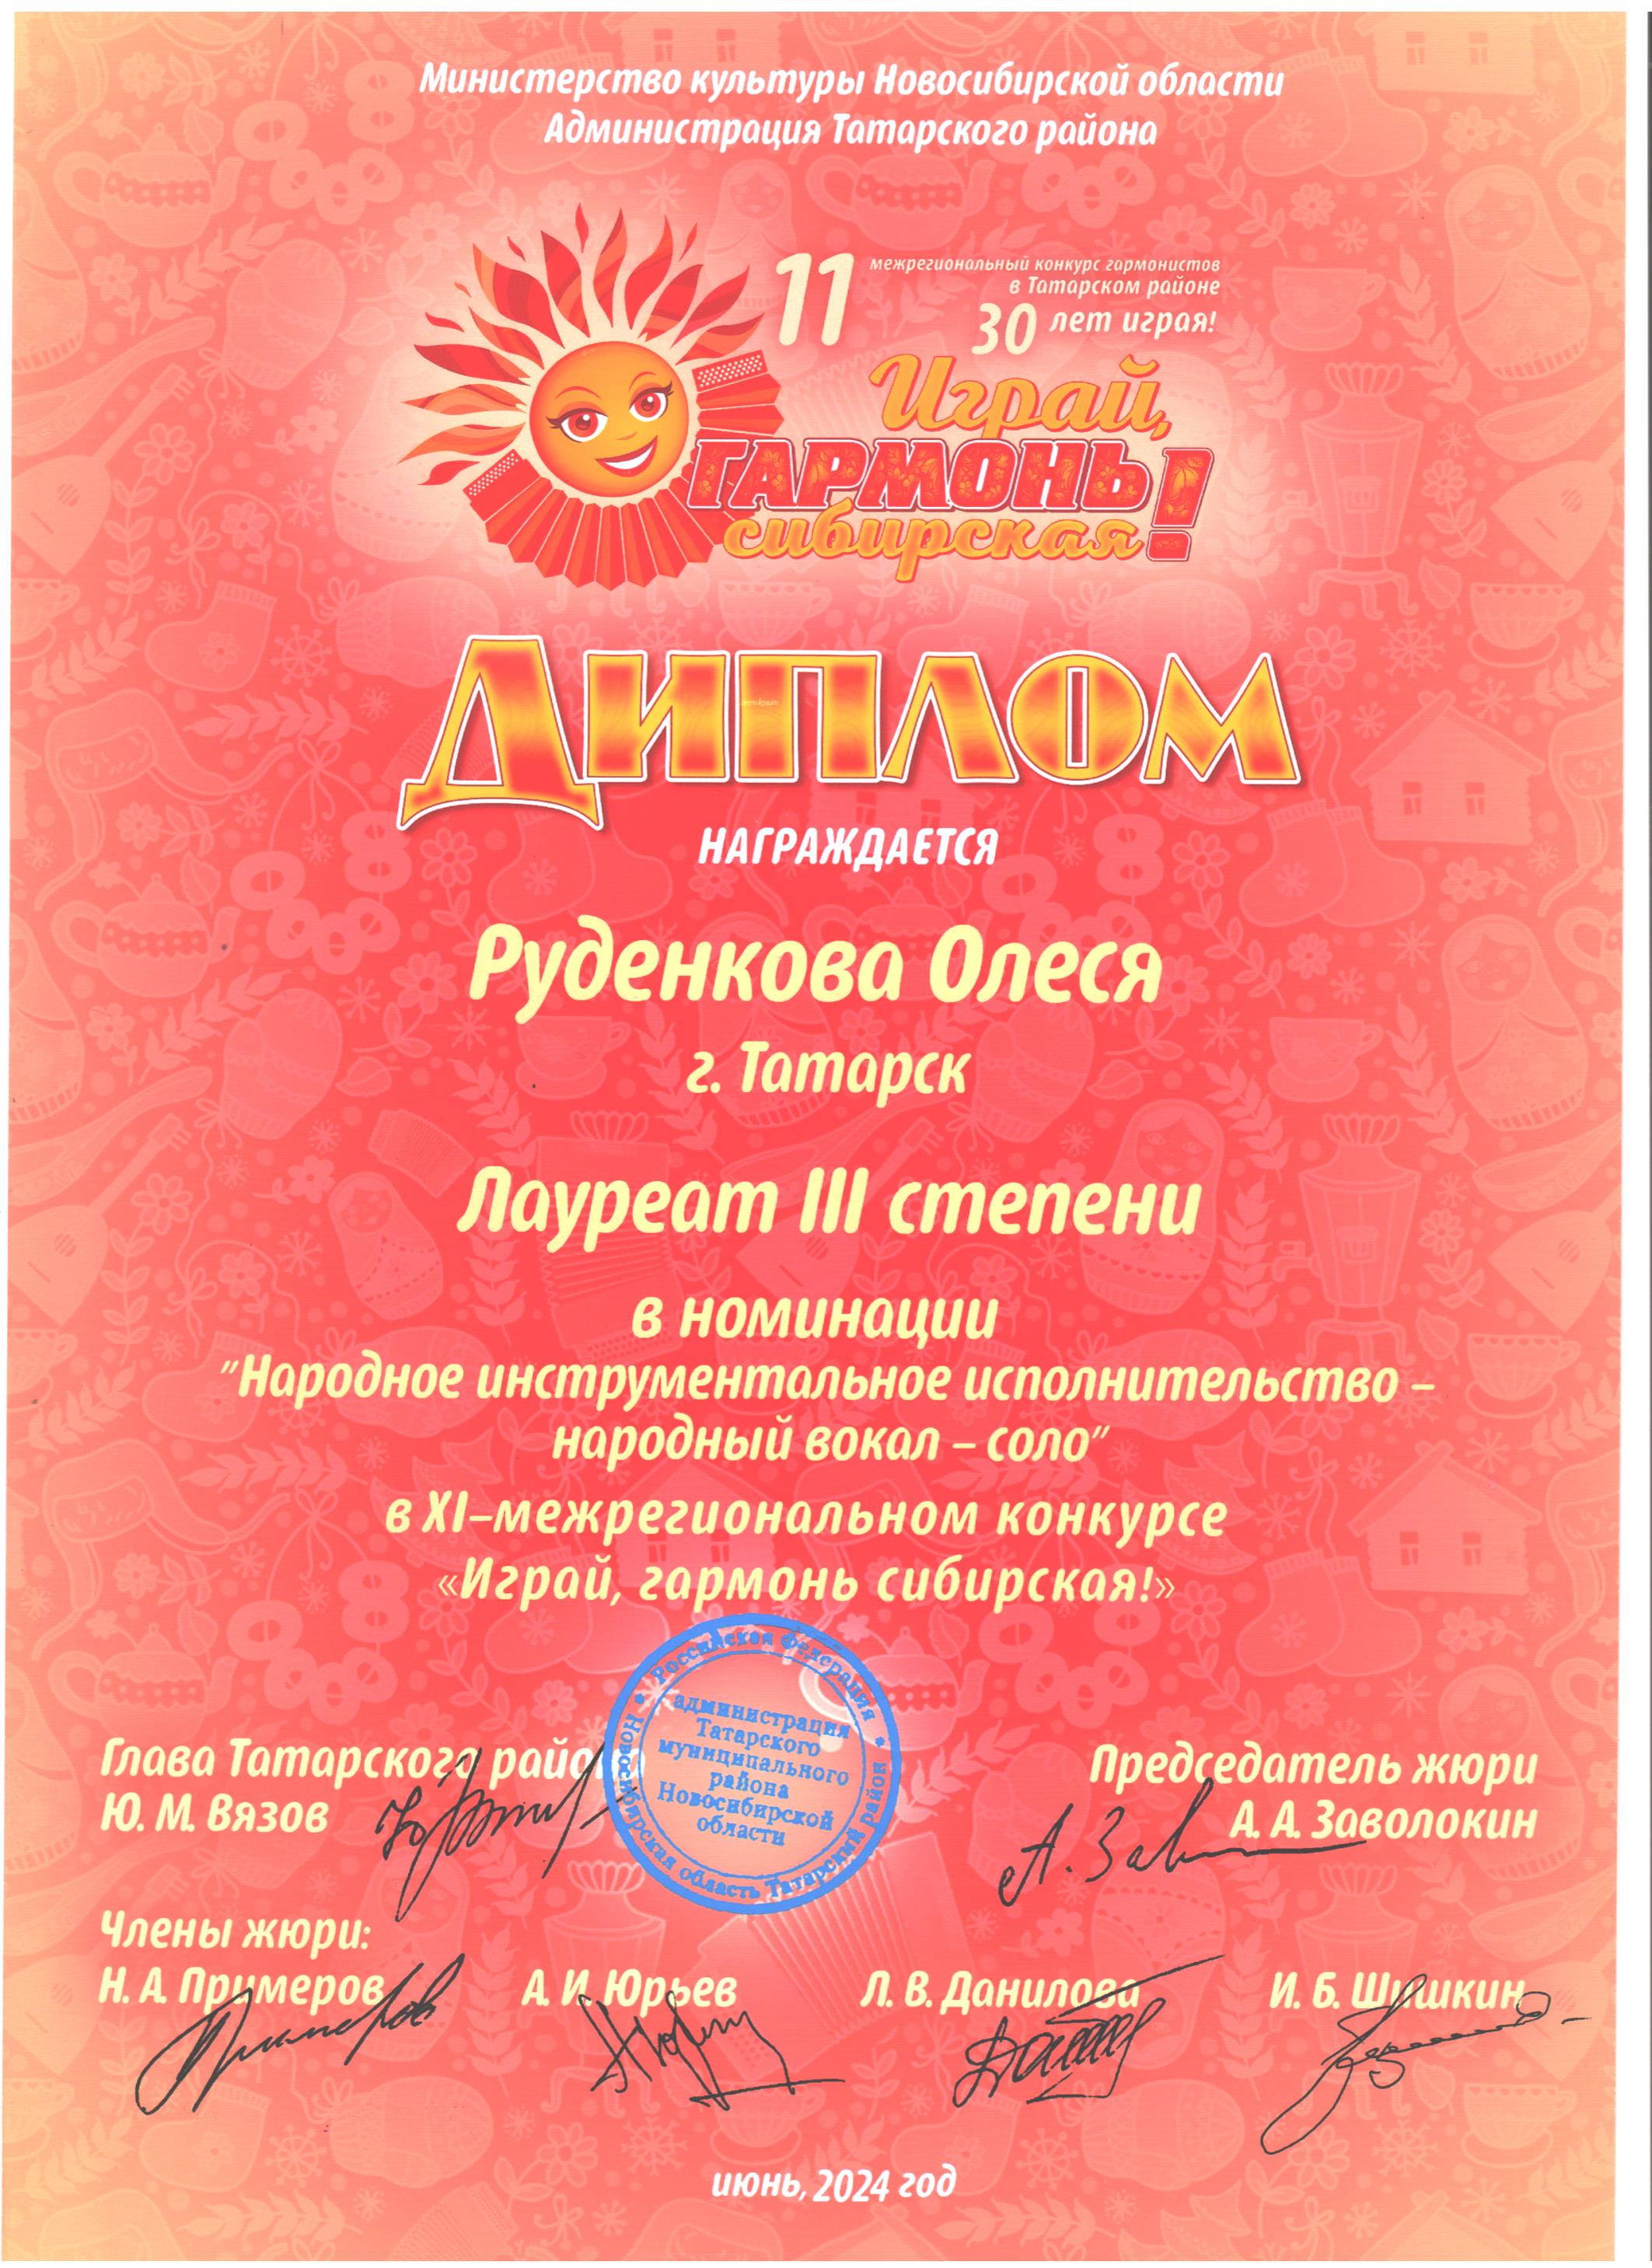 Министерство культуры Новосибирской области
Администрация Татарского района
11
межрегиональный конкурс гармонистов
в Татарском районе
30 лет играя!
Играй,
ГАРМОНЬ!
сибирская
ДИПЛОМ
НАГРАЖДАЕТСЯ
Руденкова Олеся
г. Татарск
Лауреат III степени
в номинации
"Народное инструментальное исполнительство –
народный вокал – соло"
в XI–межрегиональном конкурсе
«Играй, гармонь сибирская!»
Российская Федерация * Новосибирская область Татарский район *
администрация
Татарского
муниципального
района
Новосибирской
области
Глава Татарского района
Ю. М. Вязов
Председатель жюри
А. А. Заволокин
А. Зав
Члены жюри:
Н. А. Примеров А. И. Юрьев Л. В. Данилова И. Б. Шишкин
июнь, 2024 год